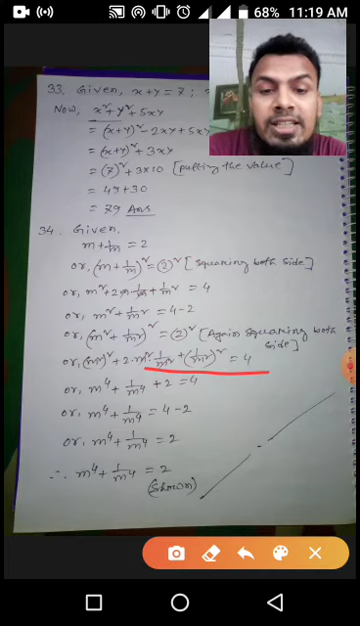 68% 11:19 AM
33. Given, x+y = 7 ;
Now, x²+y²+5xy
= (x+y)² - 2xy + 5xy
= (x+y)² + 3xy
= (7)² + 3×10 [putting the value]
= 49+30
= 79 Ans
34. Given,
m + 1/m = 2
or, (m + 1/m)² = (2)² [squaring both side]
or, m² + 2·m·1/m + 1/m² = 4
or, m² + 1/m² = 4-2
or, (m² + 1/m²)² = (2)² [Again squaring both side]
or, (m²)² + 2·m²·1/m² + (1/m²)² = 4
or, m⁴ + 1/m⁴ + 2 = 4
or, m⁴ + 1/m⁴ = 4-2
or, m⁴ + 1/m⁴ = 2
∴ m⁴ + 1/m⁴ = 2
(Shown)